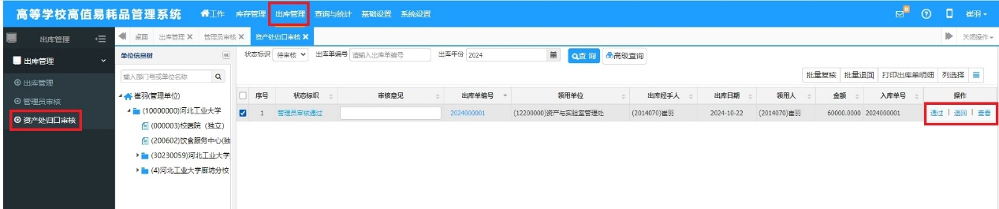 高等学校高值易耗品管理系统 工作 库存管理 出库管理 查询与统计 基础设置 系统设置 崔羽
出库管理 桌面 出库管理 管理员审核 资产处归口审核 关闭操作
出库管理
出库管理
管理员审核
资产处归口审核
单位信息树
输入部门号或单位名称
崔羽(管理单位)
(10000000)河北工业大学
(000003)校医院（独立）
(200602)饮食服务中心(独
(30230059)河北工业大学
(4)河北工业大学廊坊分校
状态标识 待审核 出库单编号 请输入出库单编号 出库年份 2024 查询 高级查询
批量复核 批量退回 打印出库单明细 列选择
序号 状态标识 审核意见 出库单编号 领用单位 出库经手人 出库日期 领用人 金额 入库单号 操作
1 管理员审核通过 2024000001 (12200000)资产与实验室管理处 (2014070)崔羽 2024-10-22 (2014070)崔羽 60000.0000 2024000001 通过 | 退回 | 查看